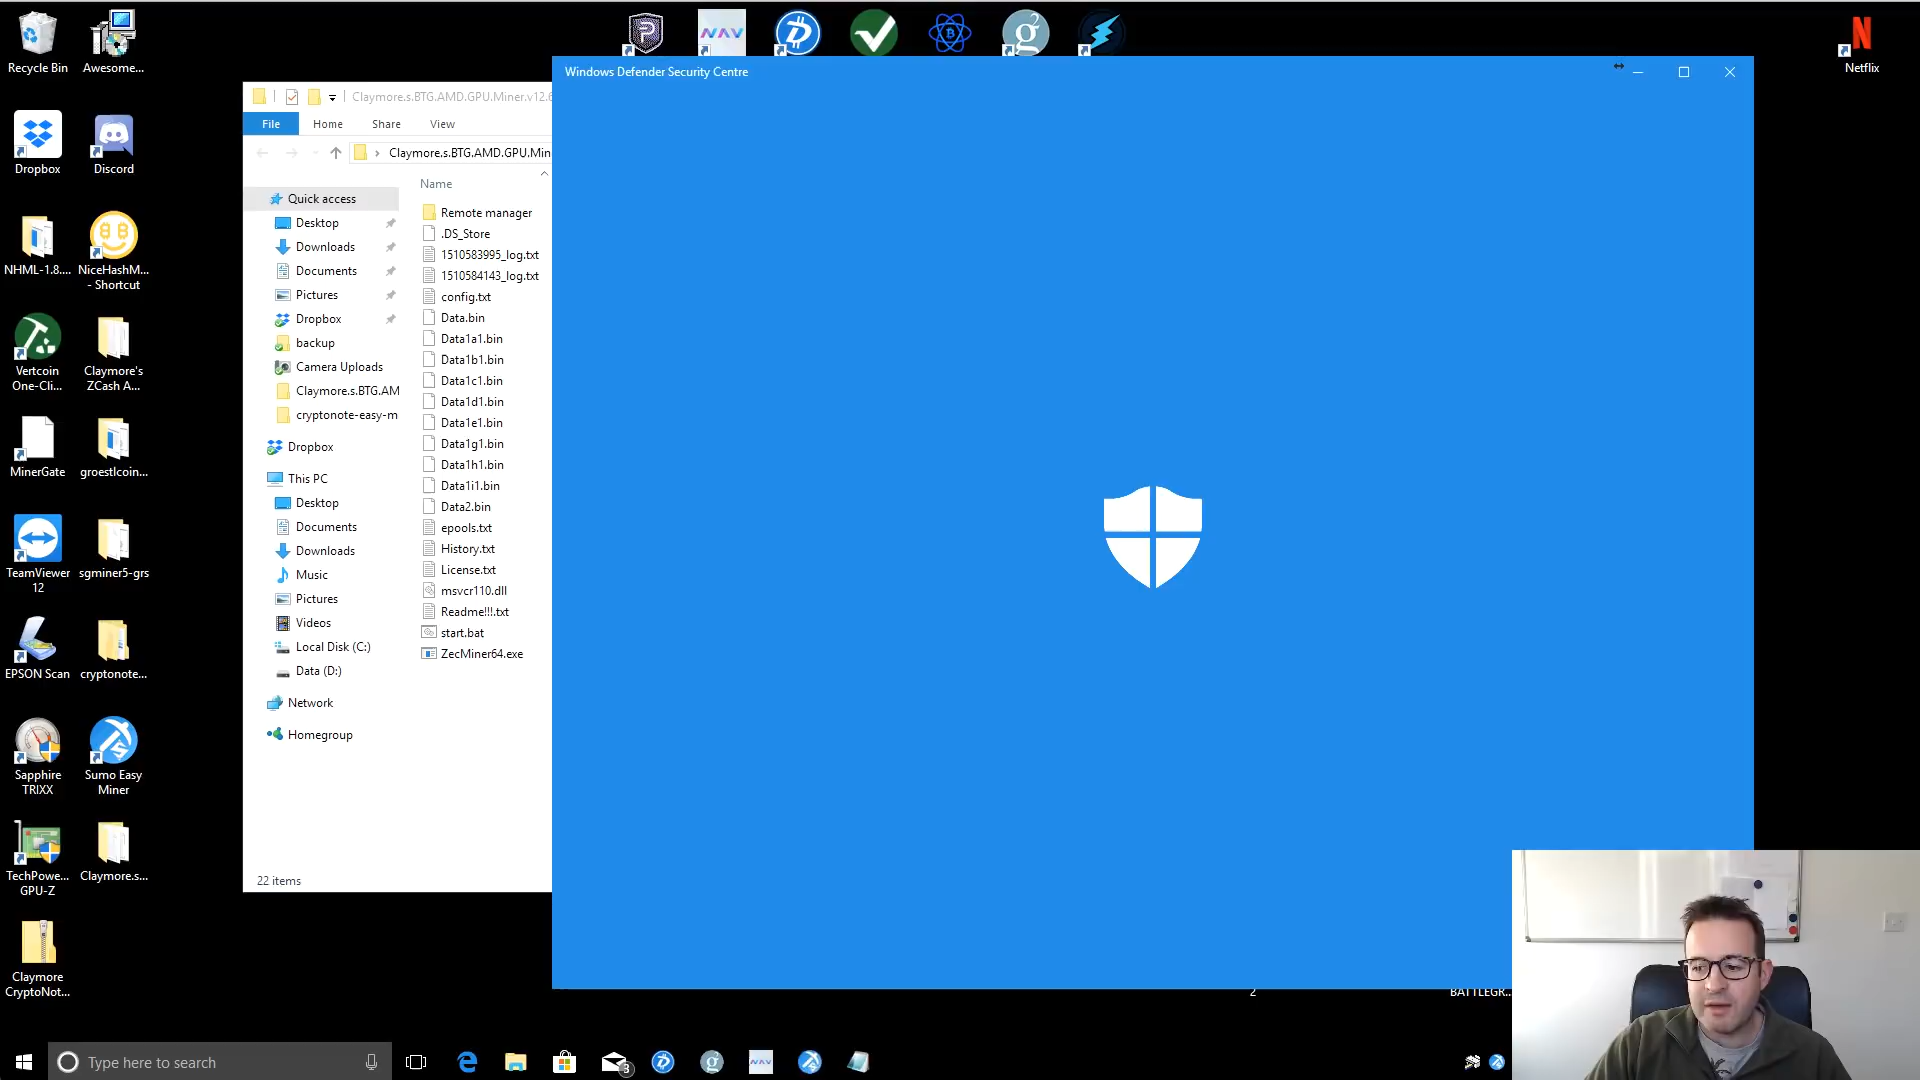 Recycle Bin
Awesome...
NAV
Netflix
Windows Defender Security Centre
Claymore.s.BTG.AMD.GPU.Miner.v12.6
File
Home
Share
View
Claymore.s.BTG.AMD.GPU.Min
Dropbox
Discord
Name
Quick access
Desktop
Downloads
Documents
Pictures
Dropbox
backup
Camera Uploads
Claymore.s.BTG.AM
cryptonote-easy-m
Dropbox
This PC
Desktop
Documents
Downloads
Music
Pictures
Videos
Local Disk (C:)
Data (D:)
Network
Homegroup
22 items
Remote manager
.DS_Store
1510583995_log.txt
1510584143_log.txt
config.txt
Data.bin
Data1a1.bin
Data1b1.bin
Data1c1.bin
Data1d1.bin
Data1e1.bin
Data1g1.bin
Data1h1.bin
Data1i1.bin
Data2.bin
epools.txt
History.txt
License.txt
msvcr110.dll
Readme!!!.txt
start.bat
ZecMiner64.exe
NHML-1.8....
NiceHashM...
- Shortcut
Vertcoin
One-Cli...
Claymore's
ZCash A...
MinerGate
groestlcoin...
TeamViewer
12
sgminer5-grs
EPSON Scan
cryptonote...
Sapphire
TRIXX
Sumo Easy
Miner
TechPowe...
GPU-Z
Claymore.s...
Claymore
CryptoNot...
2
BATTLEGR...
Type here to search
3
NAV